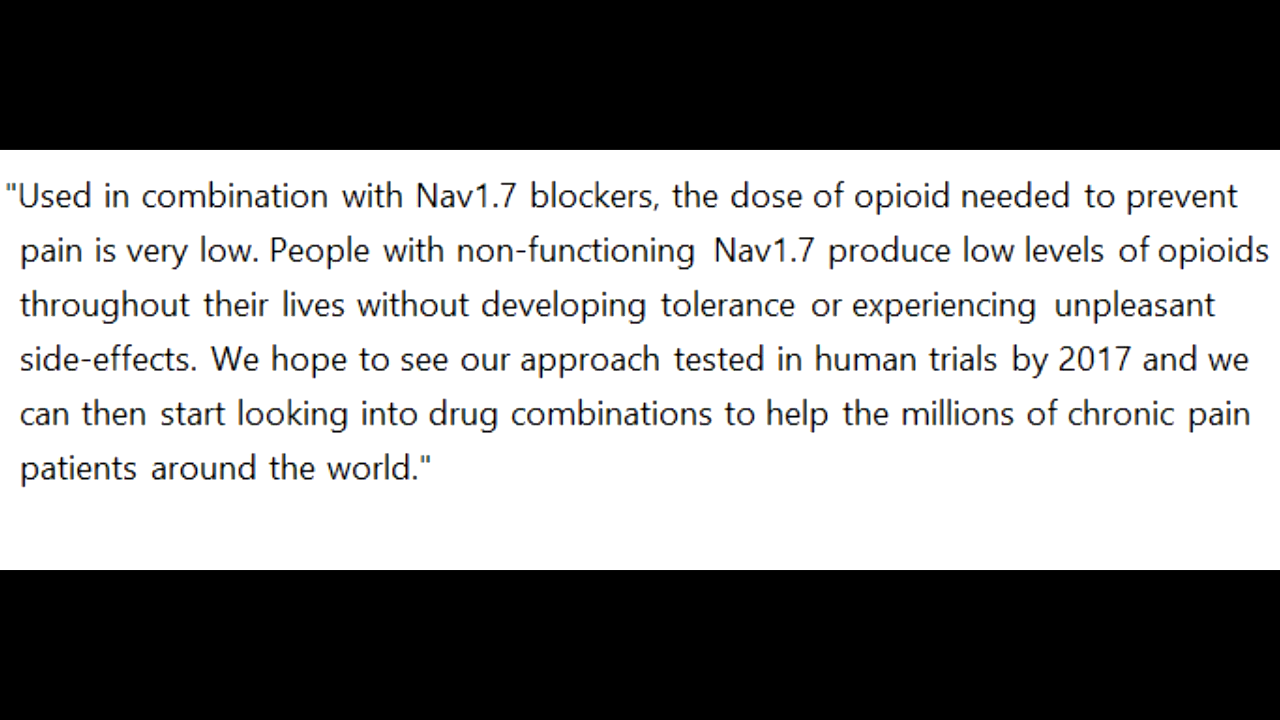 "Used in combination with Nav1.7 blockers, the dose of opioid needed to prevent
pain is very low. People with non-functioning Nav1.7 produce low levels of opioids
throughout their lives without developing tolerance or experiencing unpleasant
side-effects. We hope to see our approach tested in human trials by 2017 and we
can then start looking into drug combinations to help the millions of chronic pain
patients around the world."